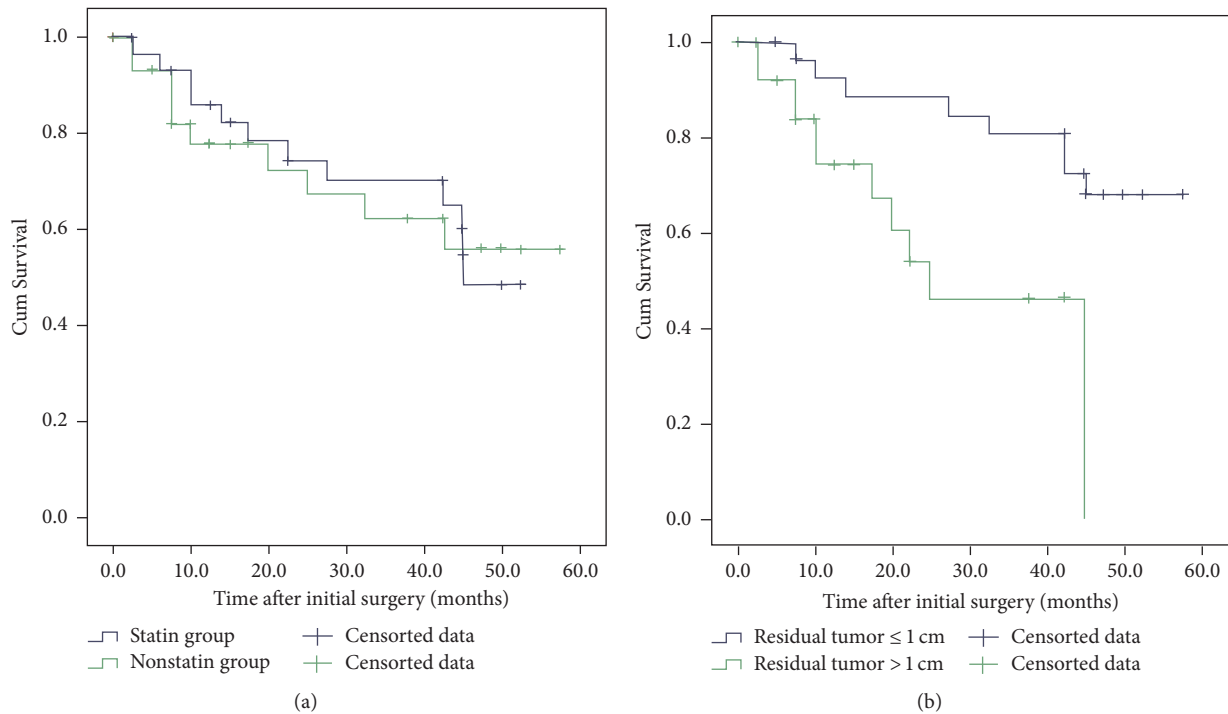 Cum Survival
1.0
0.8
0.6
0.4
0.2
0.0
0.0 10.0 20.0 30.0 40.0 50.0 60.0
Time after initial surgery (months)
Statin group Censorted data
Nonstatin group Censorted data
(a)
Cum Survival
1.0
0.8
0.6
0.4
0.2
0.0
0.0 10.0 20.0 30.0 40.0 50.0 60.0
Time after initial surgery (months)
Residual tumor ≤ 1 cm Censorted data
Residual tumor > 1 cm Censorted data
(b)